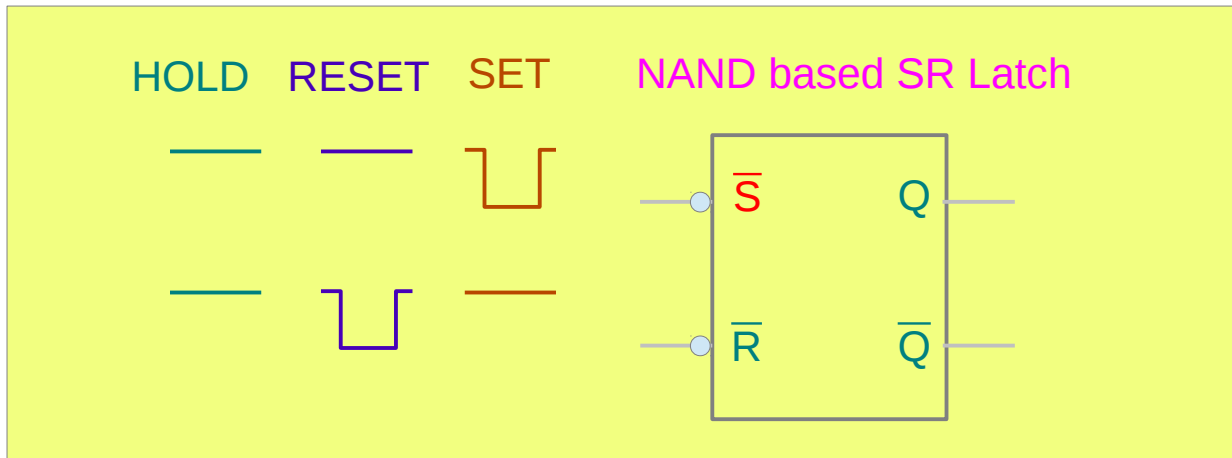 HOLD RESET SET NAND based SR Latch
S̅ Q
R̅ Q̅